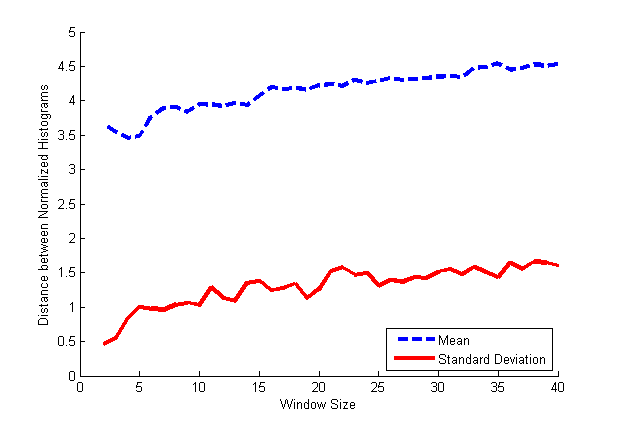 5
4.5
4
3.5
3
2.5
2
1.5
1
0.5
0
Distance between Normalized Histograms
0 5 10 15 20 25 30 35 40
Window Size
Mean
Standard Deviation